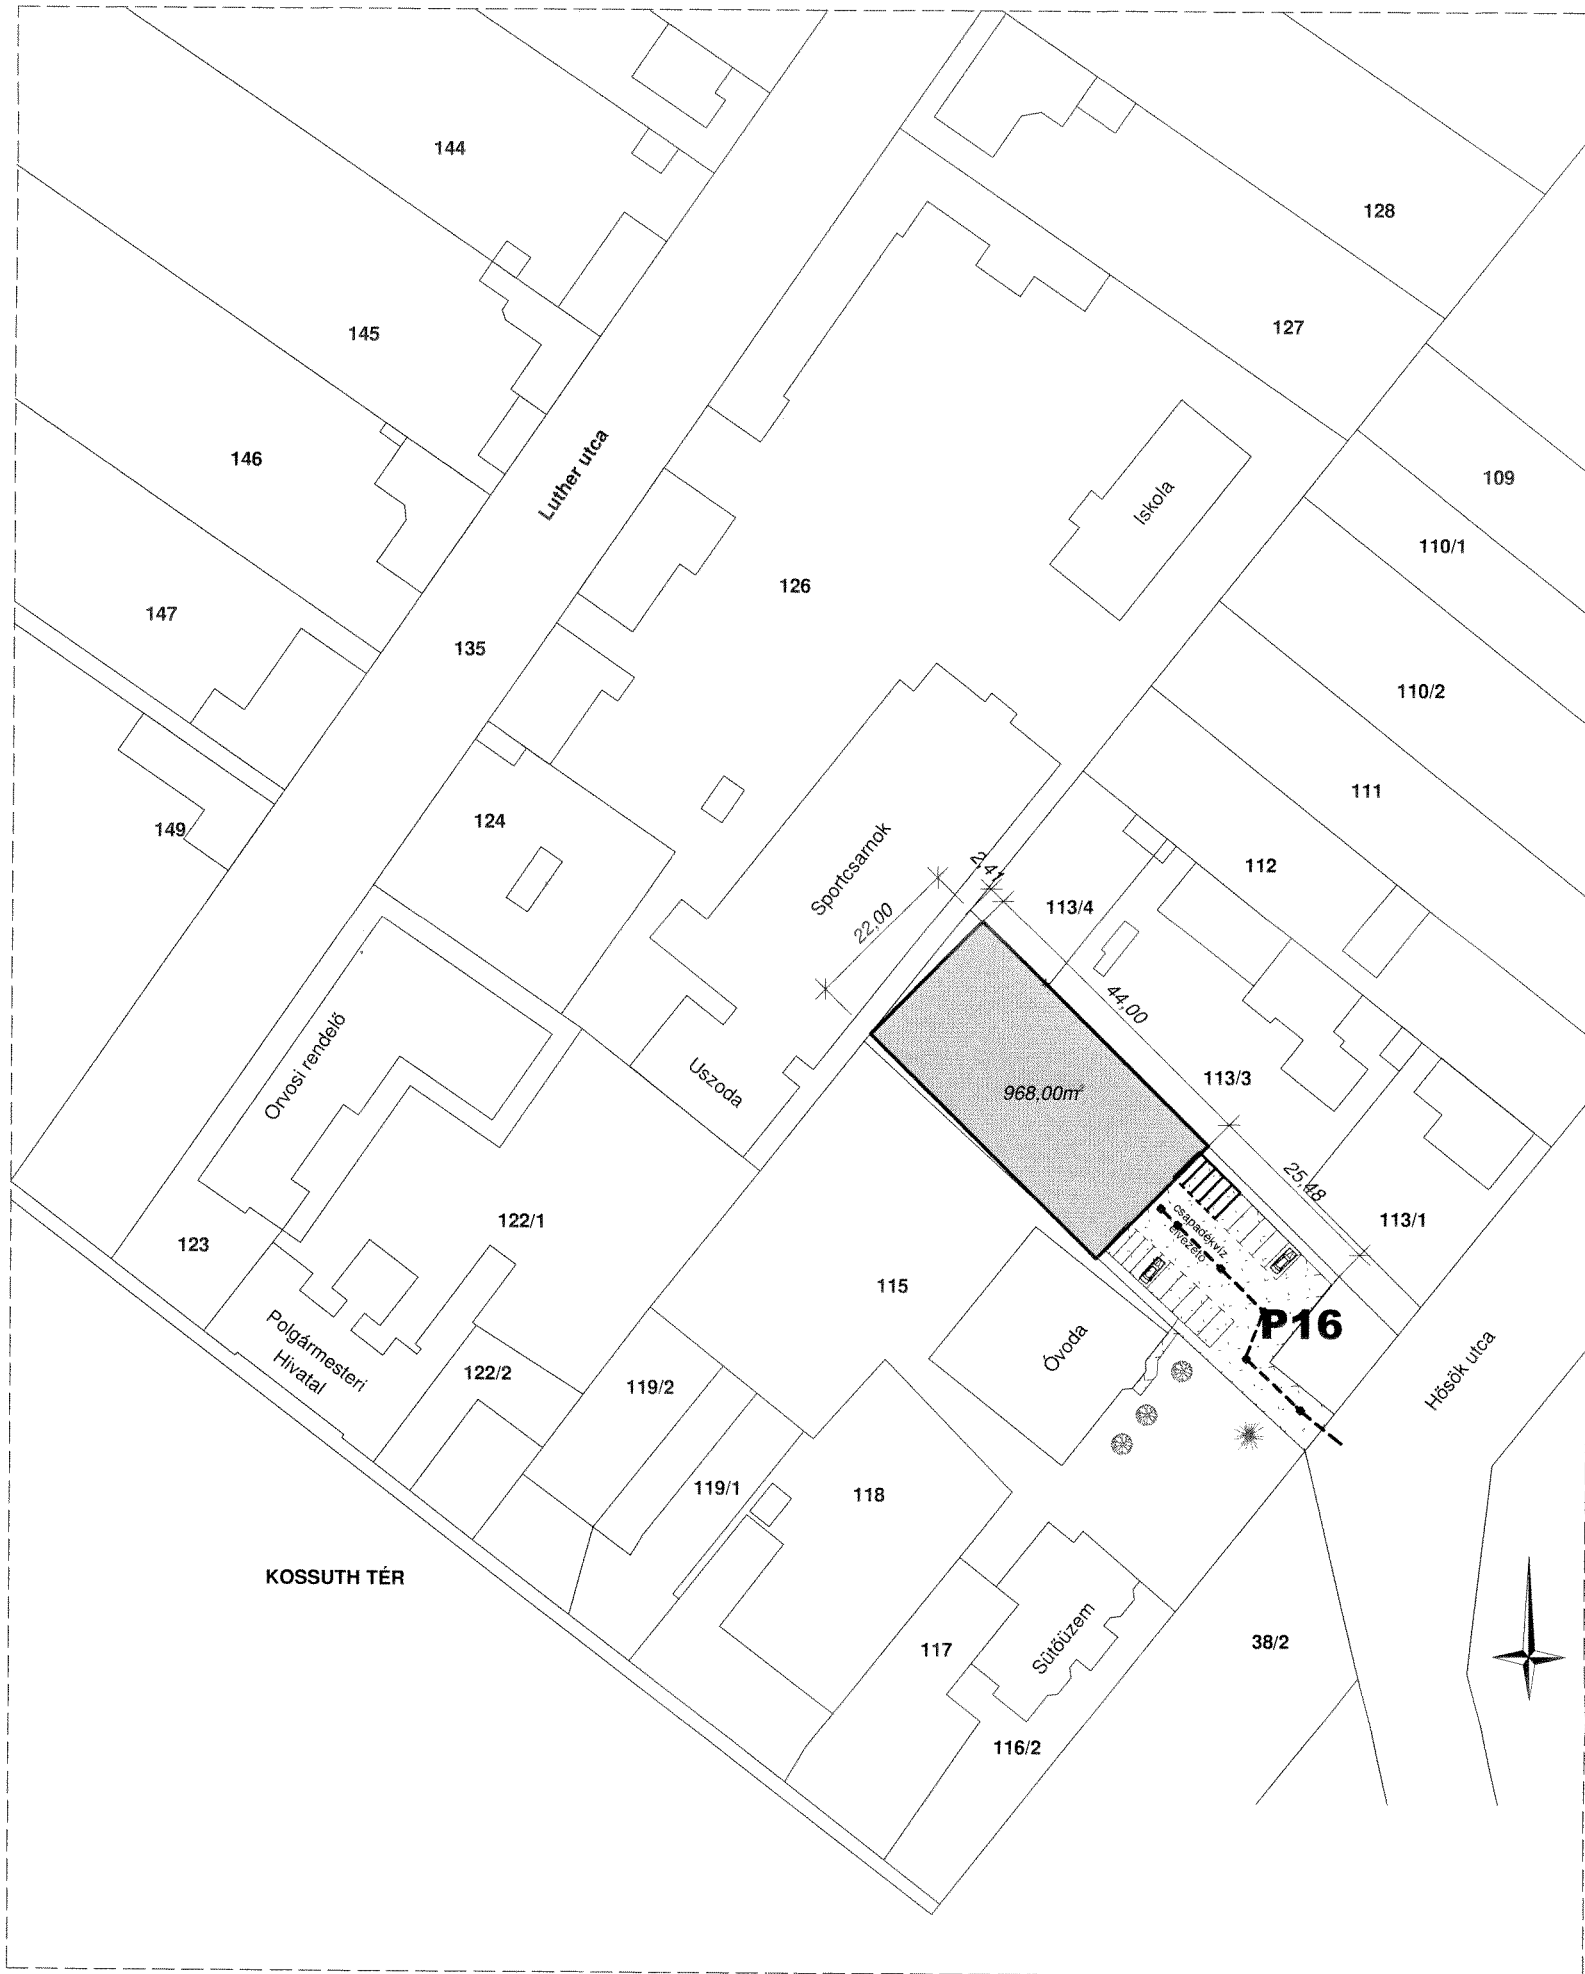 144
128
145
127
146
Luther utca
109
Iskola
110/1
126
147
135
110/2
111
124
149
Sportcsarnok
2,41
112
113/4
22,00
44,00
Orvosi rendelő
Uszoda
113/3
968,00m²
25,48
122/1
csapadékvíz
elvezető
113/1
123
115
P16
Polgármesteri
Hivatal
Óvoda
122/2
119/2
Hősök utca
119/1
118
KOSSUTH TÉR
Sütőüzem
117
38/2
116/2